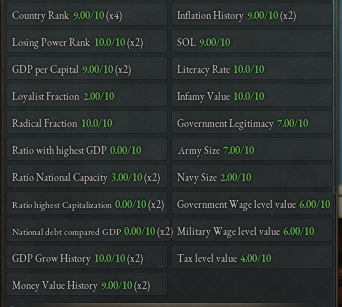 Country Rank 9.00/10 (x4)
Inflation History 9.00/10 (x2)
Losing Power Rank 10.0/10 (x2)
SOL 9.00/10
GDP per Capital 9.00/10 (x2)
Literacy Rate 10.0/10
Loyalist Fraction 2.00/10
Infamy Value 10.0/10
Radical Fraction 10.0/10
Government Legitimacy 7.00/10
Ratio with highest GDP 0.00/10
Army Size 7.00/10
Ratio National Capacity 3.00/10 (x2)
Navy Size 2.00/10
Ratio highest Capitalization 0.00/10 (x2)
Government Wage level value 6.00/10
National debt compared GDP 0.00/10 (x2)
Military Wage level value 6.00/10
GDP Grow History 10.0/10 (x2)
Tax level value 4.00/10
Money Value History 9.00/10 (x2)